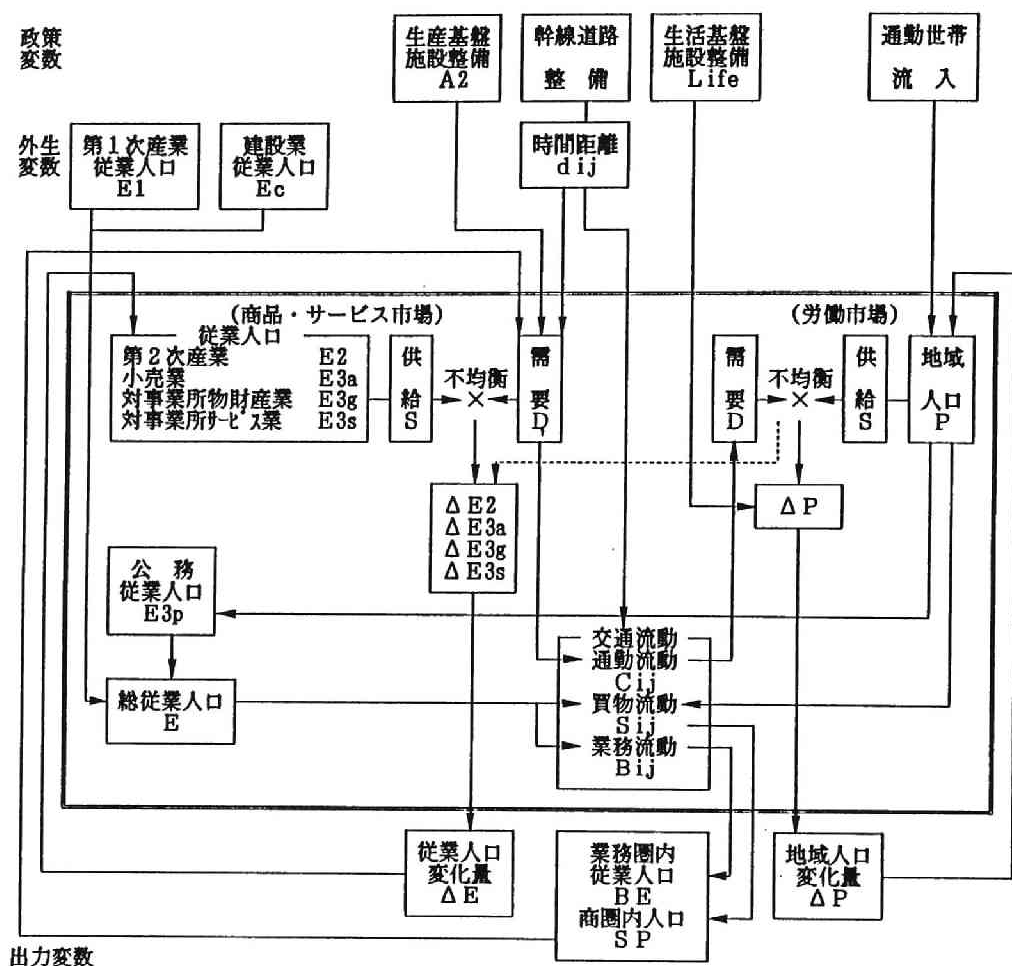 政策
変数
生産基盤
施設整備
A2
幹線道路
整 備
生活基盤
施設整備
Life
通勤世帯
流 入
外生
変数
第1次産業
従業人口
E1
建設業
従業人口
Ec
時間距離
dij
(商品・サービス市場)
従業人口
第2次産業 E2
小売業 E3a
対事業所物財産業 E3g
対事業所サービス業 E3s
供
給
S
不均衡
×
需
要
D
(労働市場)
需
要
D
不均衡
×
供
給
S
地域
人口
P
Δ E2
Δ E3a
Δ E3g
Δ E3s
Δ P
公 務
従業人口
E3p
総従業人口
E
交通流動
通勤流動
Cij
買物流動
Sij
業務流動
Bij
従業人口
変化量
Δ E
業務圏内
従業人口
BE
商圏内人口
SP
地域人口
変化量
Δ P
出力変数